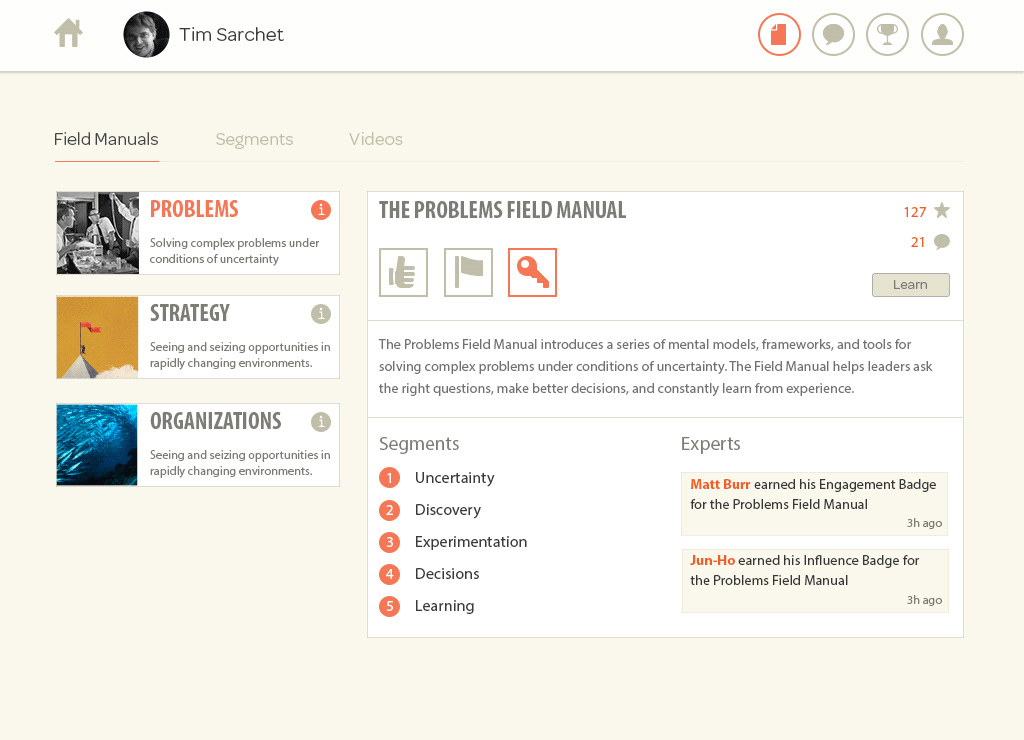 Tim Sarchet
Field Manuals
Segments
Videos
PROBLEMS
i
Solving complex problems under
conditions of uncertainty
STRATEGY
i
Seeing and seizing opportunities in
rapidly changing environments.
ORGANIZATIONS
i
Seeing and seizing opportunities in
rapidly changing environments.
THE PROBLEMS FIELD MANUAL
127
21
Learn
The Problems Field Manual introduces a series of mental models, frameworks, and tools for
solving complex problems under conditions of uncertainty. The Field Manual helps leaders ask
the right questions, make better decisions, and constantly learn from experience.
Segments
1 Uncertainty
2 Discovery
3 Experimentation
4 Decisions
5 Learning
Experts
Matt Burr earned his Engagement Badge
for the Problems Field Manual
3h ago
Jun-Ho earned his Influence Badge for
the Problems Field Manual
3h ago